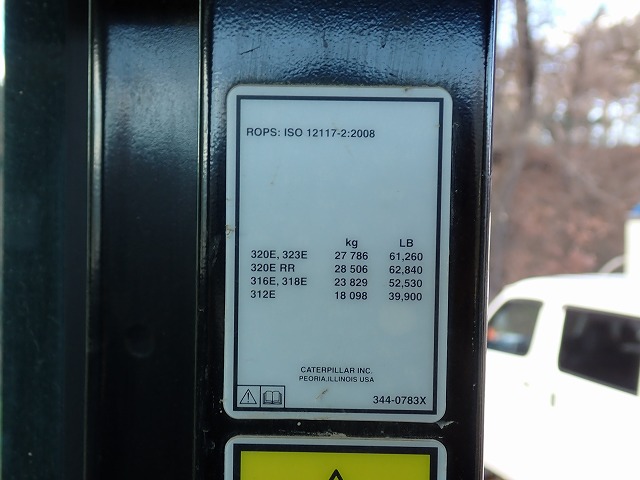 ROPS: ISO 12117-2:2008
kg LB
320E, 323E 27 786 61,260
320E RR 28 506 62,840
316E, 318E 23 829 52,530
312E 18 098 39,900
CATERPILLAR INC.
PEORIA.ILLINOIS USA
344-0783X